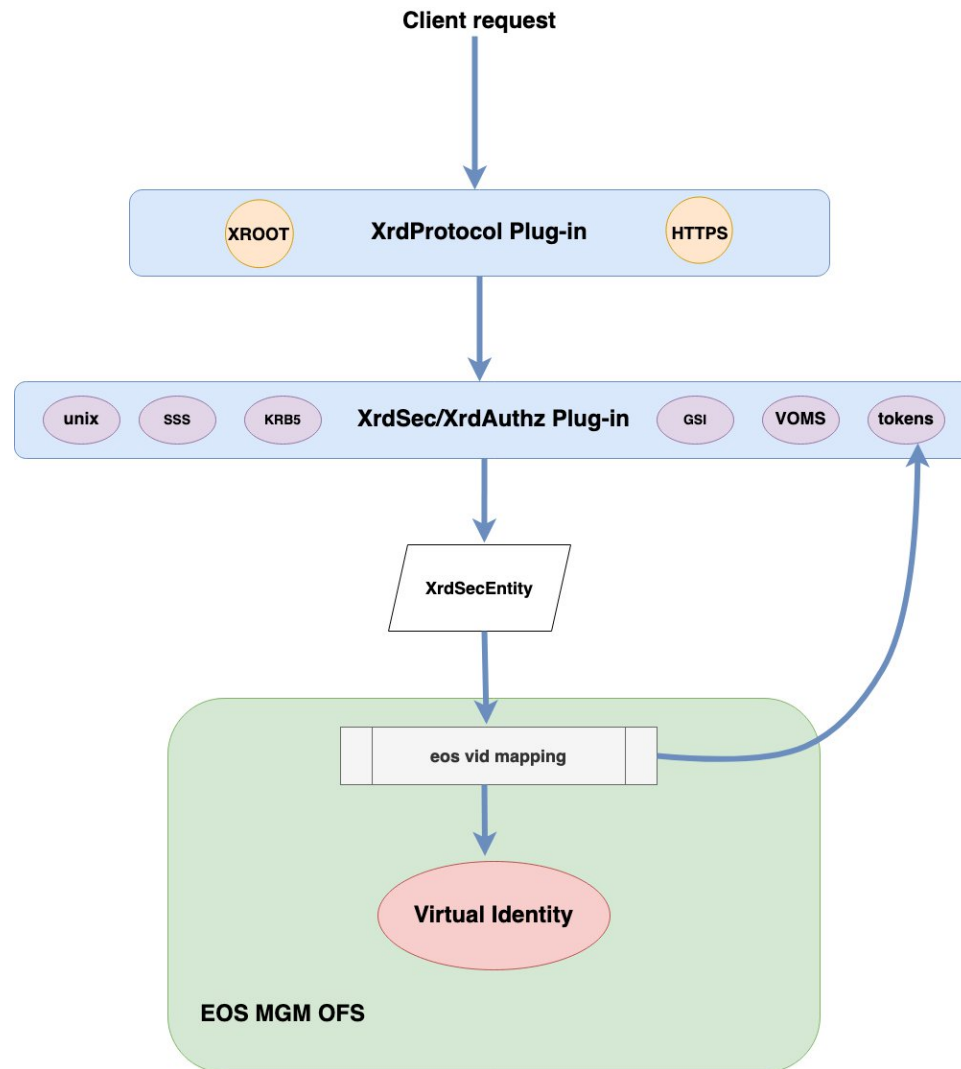 Client request
XROOT
XrdProtocol Plug-in
HTTPS
unix
SSS
KRB5
XrdSec/XrdAuthz Plug-in
GSI
VOMS
tokens
XrdSecEntity
eos vid mapping
Virtual Identity
EOS MGM OFS